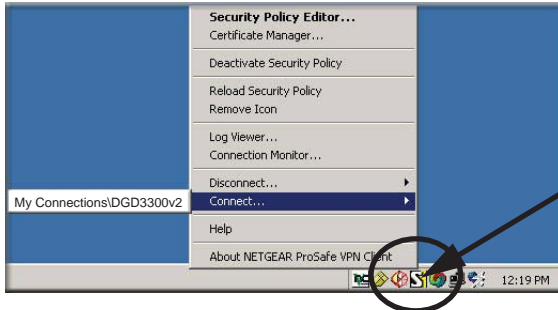 Security Policy Editor...
Certificate Manager...
Deactivate Security Policy
Reload Security Policy
Remove Icon
Log Viewer...
Connection Monitor...
Disconnect...
My Connections\DGD3300v2
Connect...
Help
About NETGEAR ProSafe VPN Client
12:19 PM